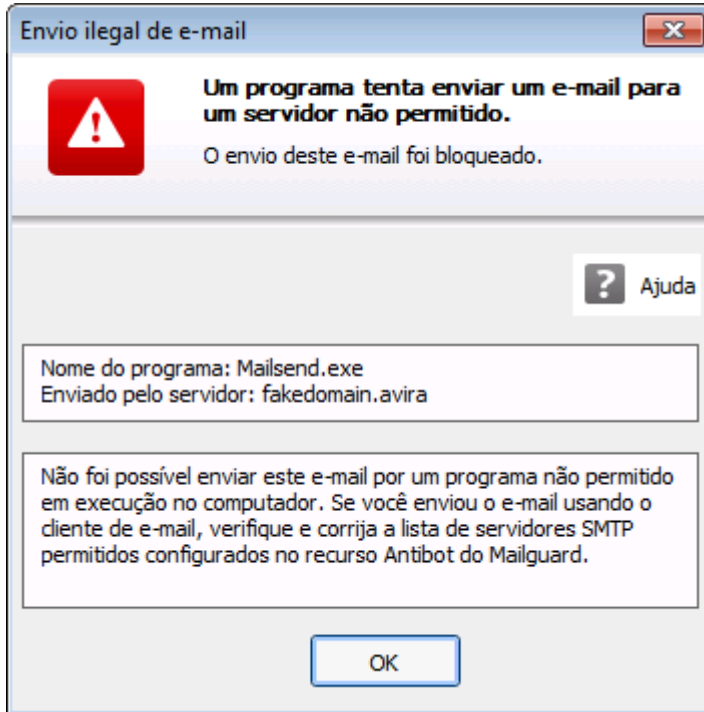 Envio ilegal de e-mail
Um programa tenta enviar um e-mail para
um servidor não permitido.
O envio deste e-mail foi bloqueado.
? Ajuda
Nome do programa: Mailsend.exe
Enviado pelo servidor: fakedomain.avira
Não foi possível enviar este e-mail por um programa não permitido
em execução no computador. Se você enviou o e-mail usando o
cliente de e-mail, verifique e corrija a lista de servidores SMTP
permitidos configurados no recurso Antibot do Mailguard.
OK